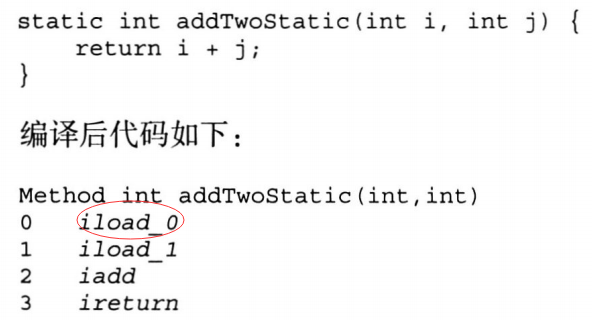 static int addTwoStatic(int i, int j) {
    return i + j;
}
编译后代码如下：
Method int addTwoStatic(int,int)
0   iload_0
1   iload_1
2   iadd
3   ireturn